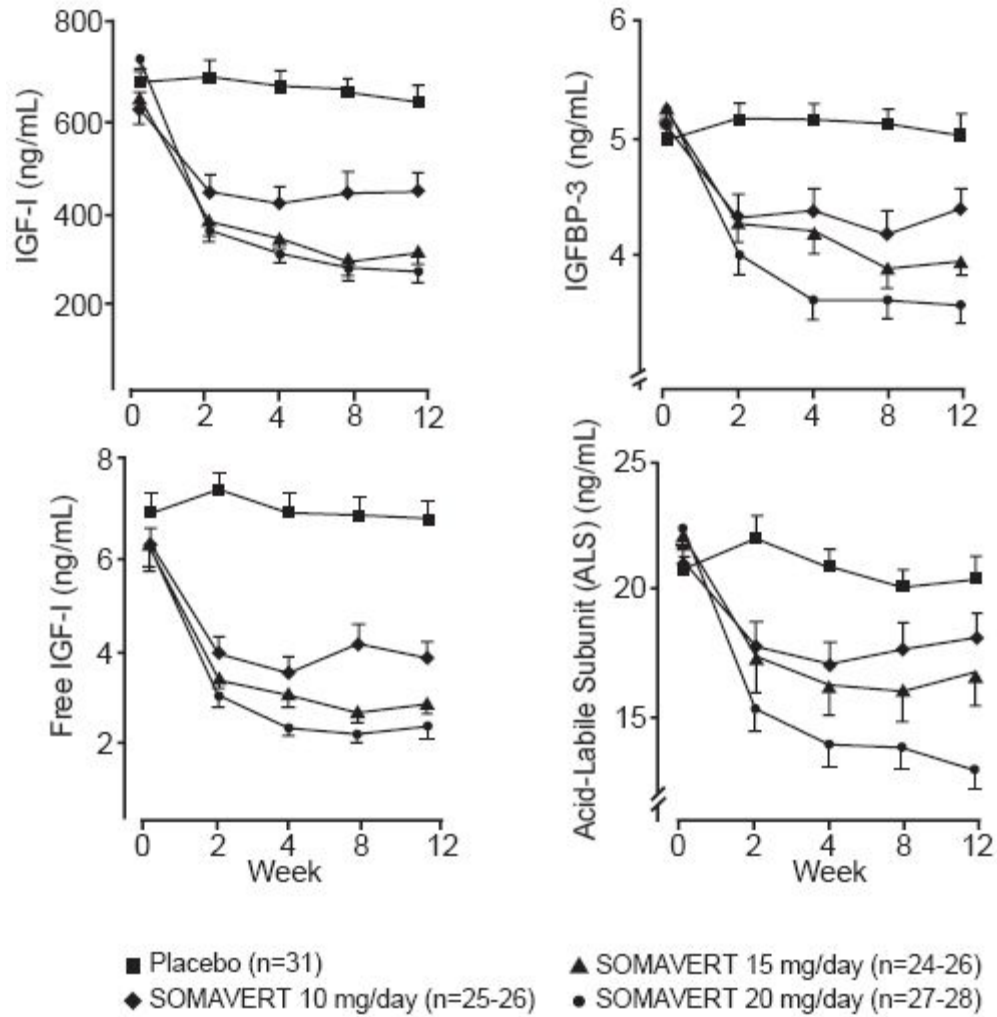 IGF-I (ng/mL)
800
600
400
200
0 2 4 8 12
IGFBP-3 (ng/mL)
6
5
4
0 2 4 8 12
Free IGF-I (ng/mL)
8
6
4
2
0 2 4 8 12
Week
Acid-Labile Subunit (ALS) (ng/mL)
25
20
15
0 2 4 8 12
Week
Placebo (n=31)
SOMAVERT 10 mg/day (n=25-26)
SOMAVERT 15 mg/day (n=24-26)
SOMAVERT 20 mg/day (n=27-28)